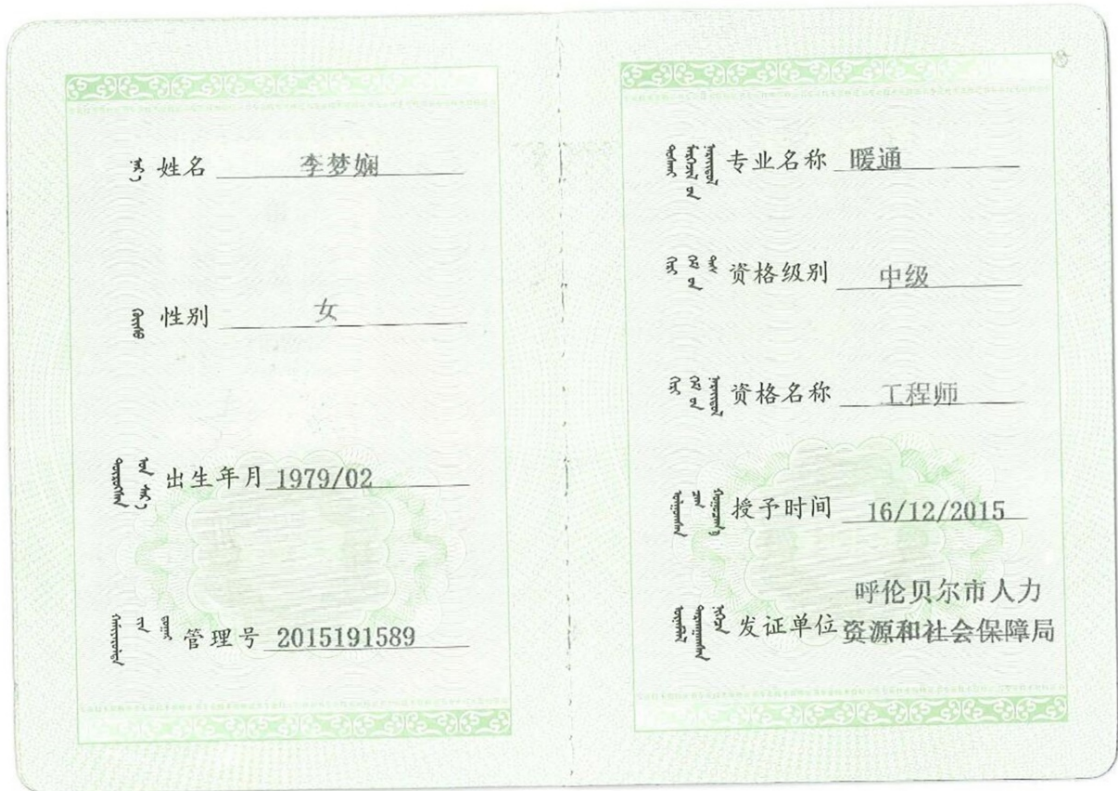 姓名 李梦娴
性别 女
出生年月 1979/02
管理号 2015191589
专业名称 暖通
资格级别 中级
资格名称 工程师
授予时间 16/12/2015
发证单位 呼伦贝尔市人力
资源和社会保障局